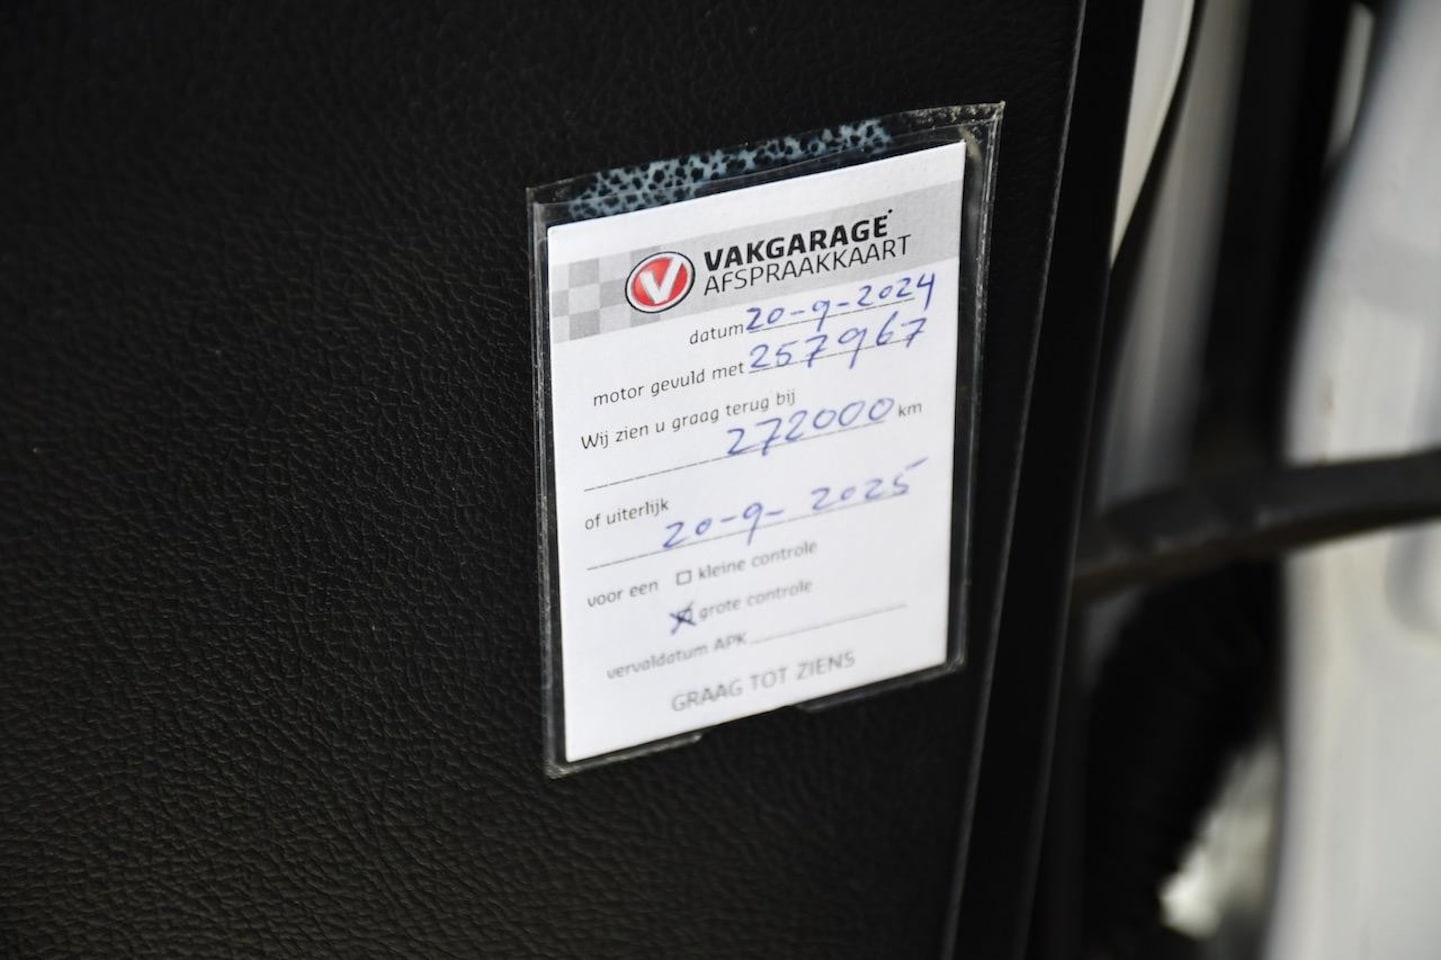 V VAKGARAGE
AFSPRAAKKAART
datum 20-9-2024
motor gevuld met 257967
Wij zien u graag terug bij
272000 km
of uiterlijk
20-9-2025
voor een □ kleine controle
☒ grote controle
vervaldatum APK
GRAAG TOT ZIENS